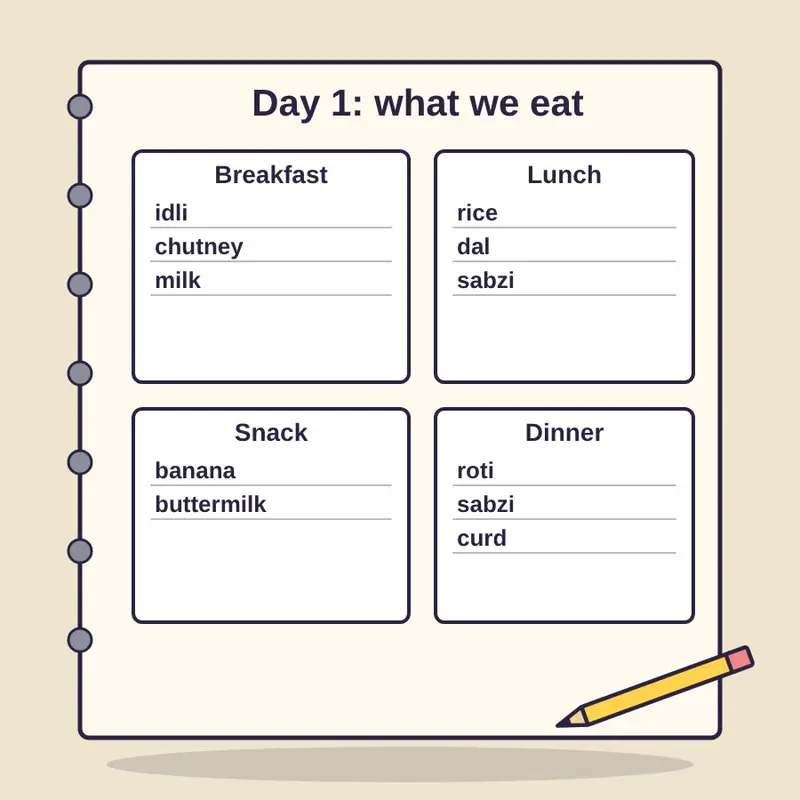 Day 1: what we eat
Breakfast
idli
chutney
milk
Lunch
rice
dal
sabzi
Snack
banana
buttermilk
Dinner
roti
sabzi
curd